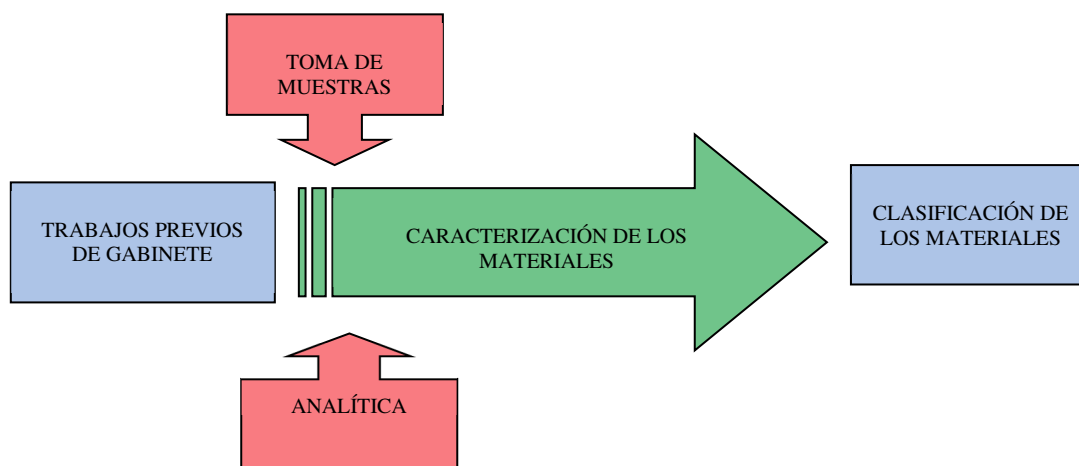 TOMA DE
MUESTRAS
TRABAJOS PREVIOS
DE GABINETE
CARACTERIZACIÓN DE LOS
MATERIALES
CLASIFICACIÓN DE
LOS MATERIALES
ANALÍTICA